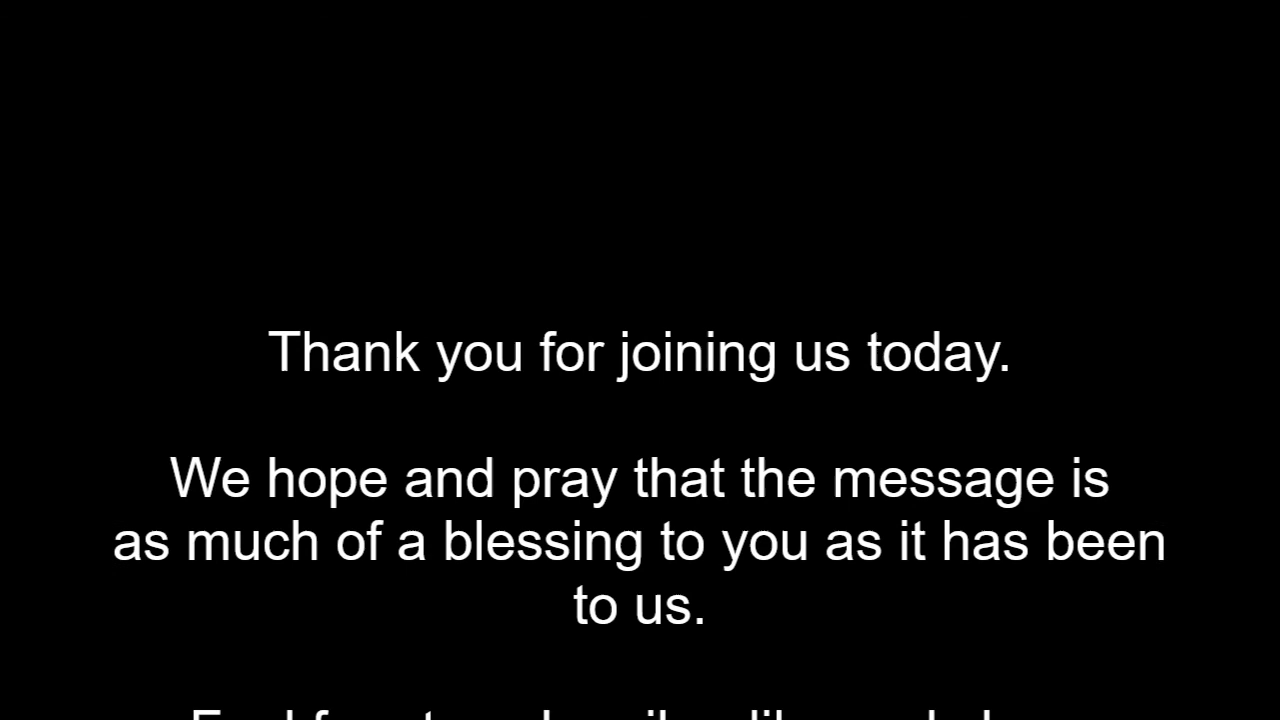 Thank you for joining us today.
We hope and pray that the message is
as much of a blessing to you as it has been
to us.